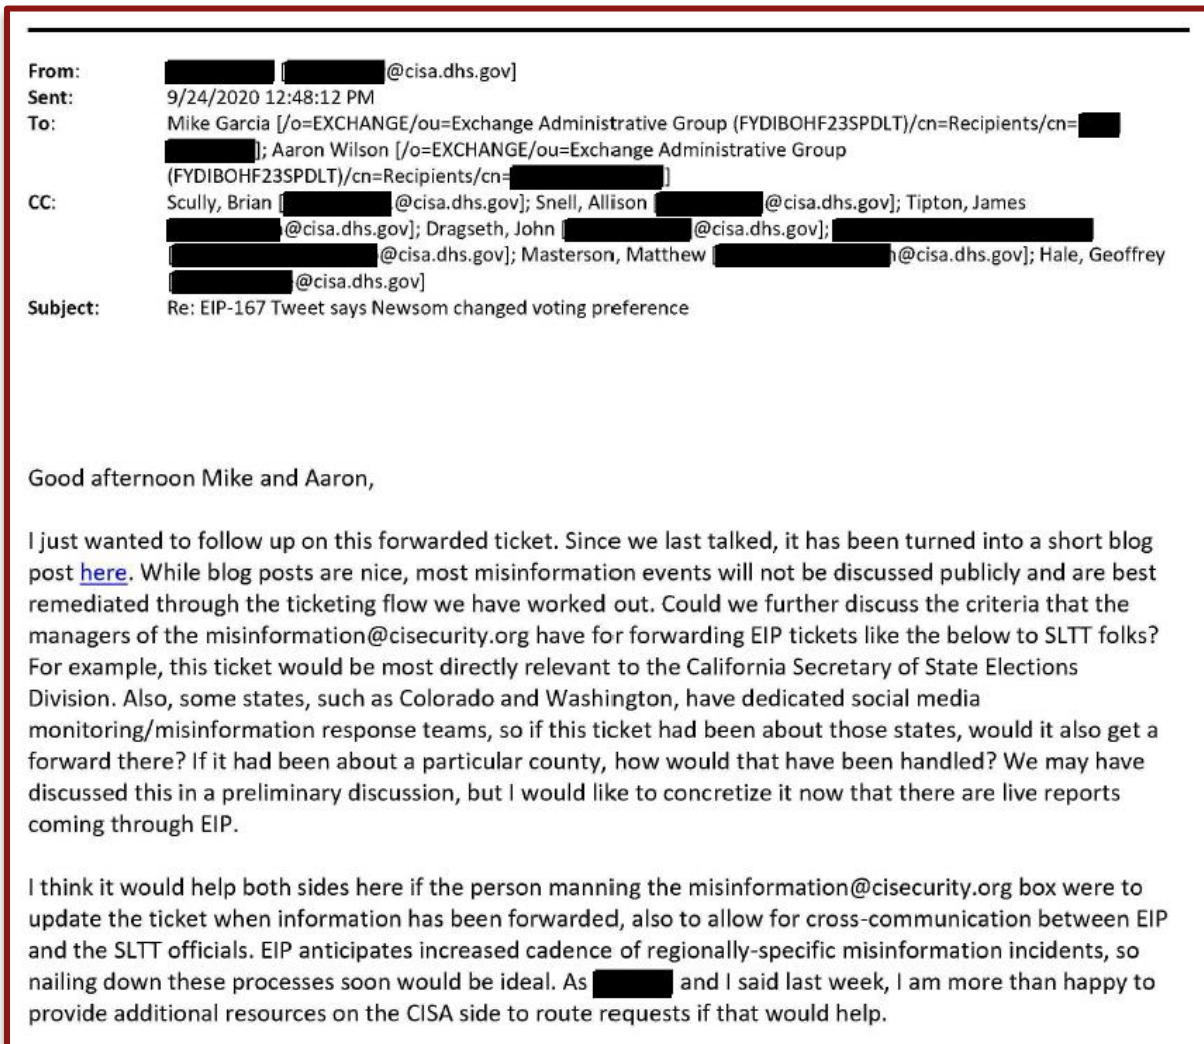 From: [@cisa.dhs.gov]
Sent: 9/24/2020 12:48:12 PM
To: Mike Garcia [/o=EXCHANGE/ou=Exchange Administrative Group (FYDIBOHF23SPDLT)/cn=Recipients/cn=
]; Aaron Wilson [/o=EXCHANGE/ou=Exchange Administrative Group
(FYDIBOHF23SPDLT)/cn=Recipients/cn=]
CC: Scully, Brian [@cisa.dhs.gov]; Snell, Allison [@cisa.dhs.gov]; Tipton, James
@cisa.dhs.gov]; Dragseth, John [@cisa.dhs.gov];
[@cisa.dhs.gov]; Masterson, Matthew [@cisa.dhs.gov]; Hale, Geoffrey
[@cisa.dhs.gov]
Subject: Re: EIP-167 Tweet says Newsom changed voting preference
Good afternoon Mike and Aaron,
I just wanted to follow up on this forwarded ticket. Since we last talked, it has been turned into a short blog
post here. While blog posts are nice, most misinformation events will not be discussed publicly and are best
remediated through the ticketing flow we have worked out. Could we further discuss the criteria that the
managers of the misinformation@cisecurity.org have for forwarding EIP tickets like the below to SLTT folks?
For example, this ticket would be most directly relevant to the California Secretary of State Elections
Division. Also, some states, such as Colorado and Washington, have dedicated social media
monitoring/misinformation response teams, so if this ticket had been about those states, would it also get a
forward there? If it had been about a particular county, how would that have been handled? We may have
discussed this in a preliminary discussion, but I would like to concretize it now that there are live reports
coming through EIP.
I think it would help both sides here if the person manning the misinformation@cisecurity.org box were to
update the ticket when information has been forwarded, also to allow for cross-communication between EIP
and the SLTT officials. EIP anticipates increased cadence of regionally-specific misinformation incidents, so
nailing down these processes soon would be ideal. As and I said last week, I am more than happy to
provide additional resources on the CISA side to route requests if that would help.